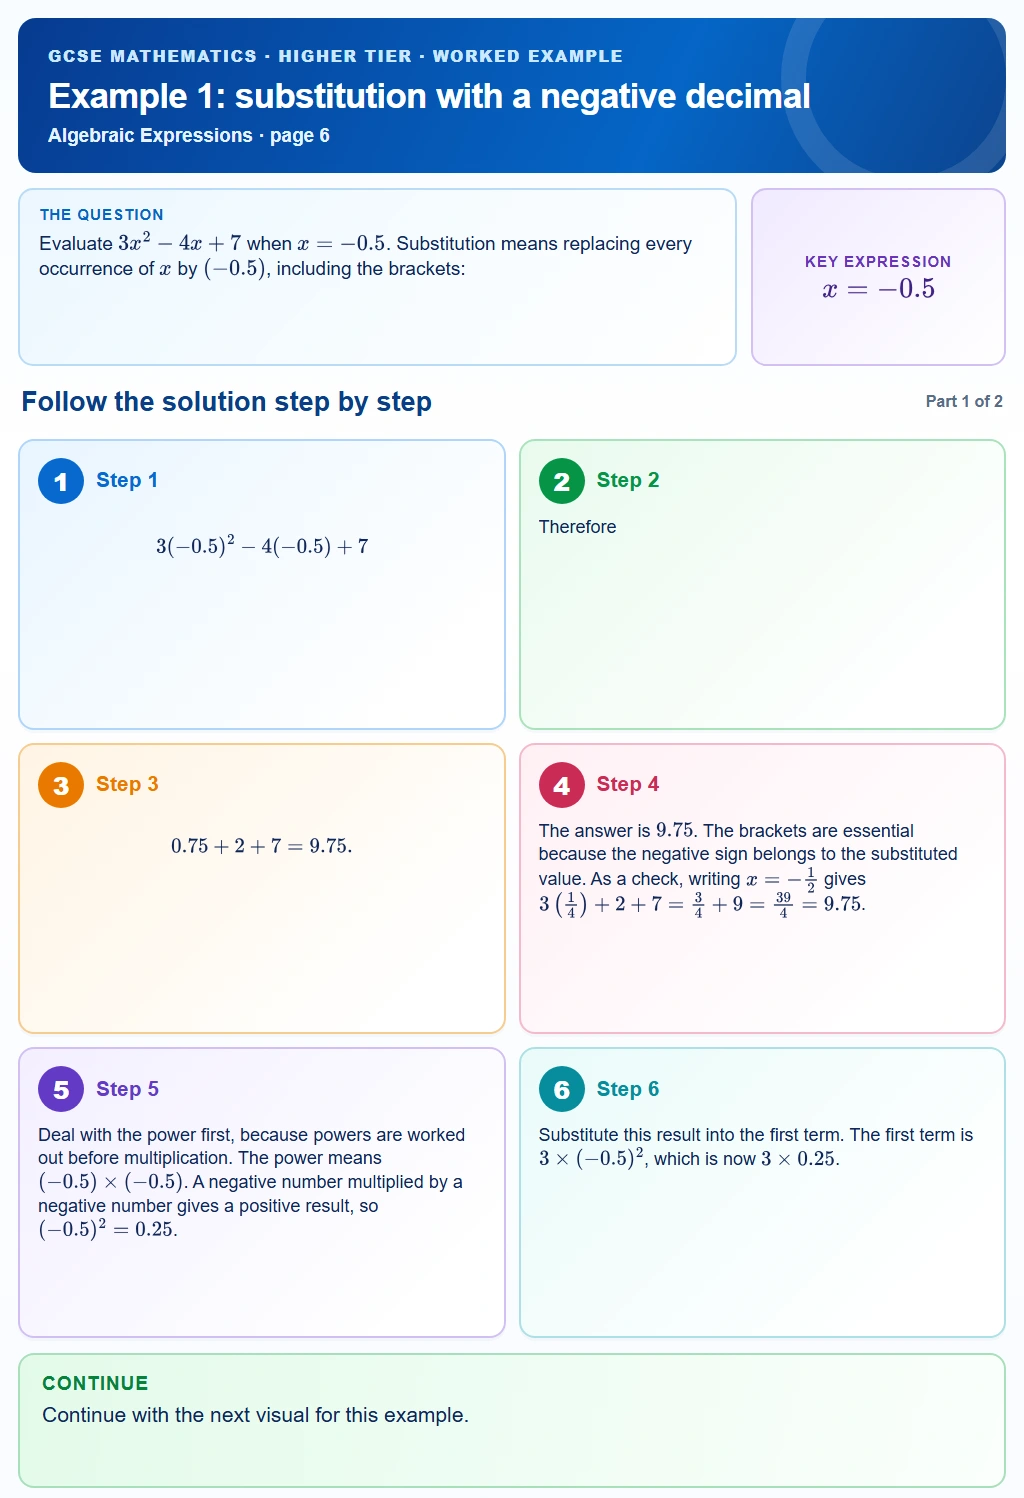 GCSE MATHEMATICS · HIGHER TIER · WORKED EXAMPLE
Example 1: substitution with a negative decimal
Algebraic Expressions · page 6
THE QUESTION
Evaluate 3x² − 4x + 7 when x = −0.5. Substitution means replacing every
occurrence of x by (−0.5), including the brackets:
KEY EXPRESSION
x = −0.5
Follow the solution step by step
Part 1 of 2
1 Step 1
3(−0.5)² − 4(−0.5) + 7
2 Step 2
Therefore
3 Step 3
0.75 + 2 + 7 = 9.75.
4 Step 4
The answer is 9.75. The brackets are essential
because the negative sign belongs to the substituted
value. As a check, writing x = −1/2 gives
3 (1/4) + 2 + 7 = 3/4 + 9 = 39/4 = 9.75.
5 Step 5
Deal with the power first, because powers are worked
out before multiplication. The power means
(−0.5) × (−0.5). A negative number multiplied by a
negative number gives a positive result, so
(−0.5)² = 0.25.
6 Step 6
Substitute this result into the first term. The first term is
3 × (−0.5)², which is now 3 × 0.25.
CONTINUE
Continue with the next visual for this example.